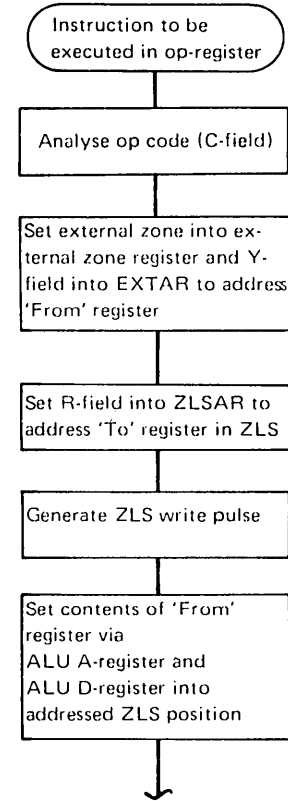 Instruction to be
executed in op-register
Analyse op code (C-field)
Set external zone into ex-
ternal zone register and Y-
field into EXTAR to address
'From' register
Set R-field into ZLSAR to
address 'To' register in ZLS
Generate ZLS write pulse
Set contents of 'From'
register via
ALU A-register and
ALU D-register into
addressed ZLS position